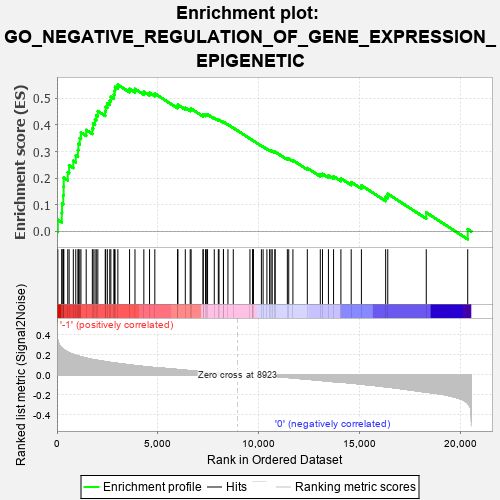 Enrichment plot:
GO_NEGATIVE_REGULATION_OF_GENE_EXPRESSION_
EPIGENETIC
Enrichment score (ES)
0.5
0.4
0.3
0.2
0.1
0.0
'-1' (positively correlated)
Ranked list metric (Signal2Noise)
0.4
0.2
0.0
-0.2
-0.4
Zero cross at 8923
'0' (negatively correlated)
0
5,000
10,000
15,000
20,000
Rank in Ordered Dataset
Enrichment profile
Hits
Ranking metric scores